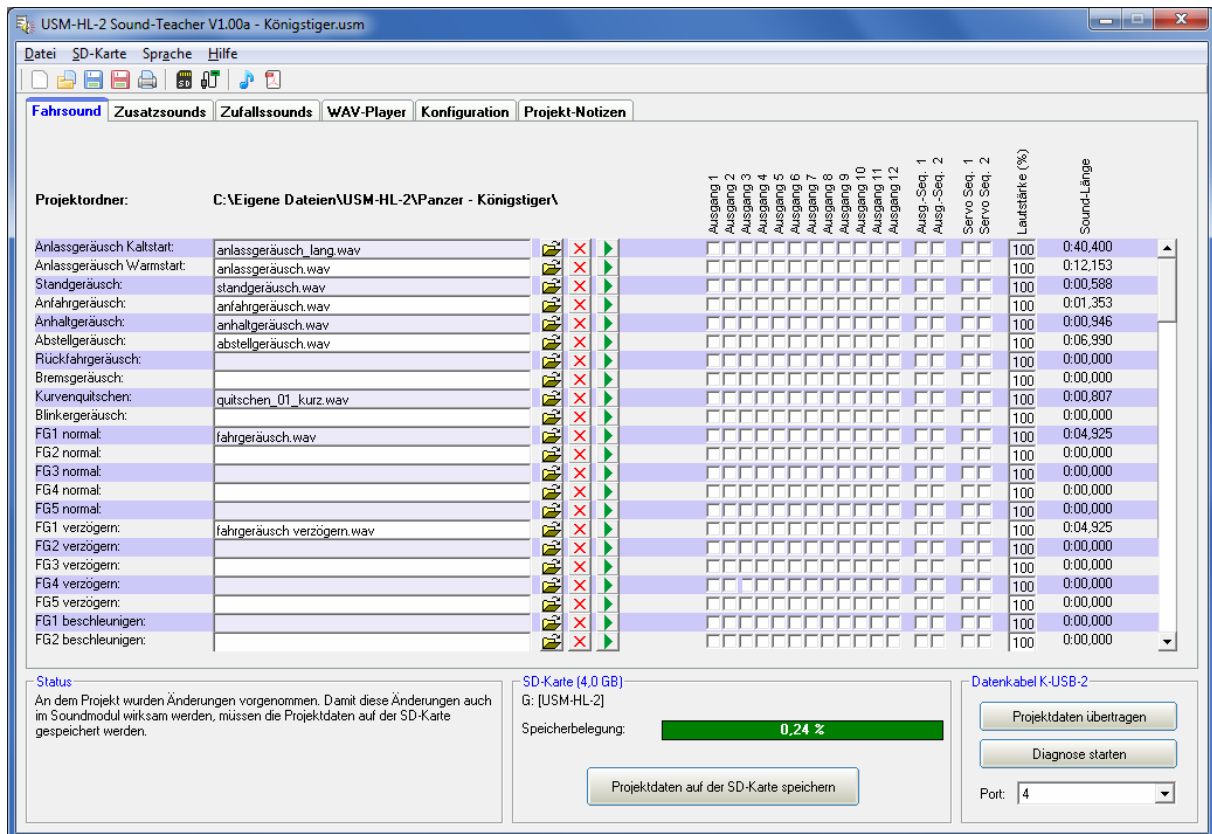 USM-HL-2 Sound-Teacher V1.00a - Königstiger.usm
Datei SD-Karte Sprache Hilfe
Fahrsound Zusatzsounds Zufallssounds WAV-Player Konfiguration Projekt-Notizen
Projektordner: C:\Eigene Dateien\USM-HL-2\Panzer - Königstiger\
Ausgang 1
Ausgang 2
Ausgang 3
Ausgang 4
Ausgang 5
Ausgang 6
Ausgang 7
Ausgang 8
Ausgang 9
Ausgang 10
Ausgang 11
Ausgang 12
Ausg.-Seq. 1
Ausg.-Seq. 2
Servo Seq. 1
Servo Seq. 2
Lautstärke (%)
Sound-Länge
Anlassgeräusch Kaltstart: anlassgeräusch_lang.wav 100 0:40,400
Anlassgeräusch Warmstart: anlassgeräusch.wav 100 0:12,153
Standgeräusch: standgeräusch.wav 100 0:00,588
Anfahrgeräusch: anfahrgeräusch.wav 100 0:01,353
Anhaltgeräusch: anhaltgeräusch.wav 100 0:00,946
Abstellgeräusch: abstellgeräusch.wav 100 0:06,990
Rückfahrgeräusch: 100 0:00,000
Bremsgeräusch: 100 0:00,000
Kurvenquitschen: quitschen_01_kurz.wav 100 0:00,807
Blinkergeräusch: 100 0:00,000
FG1 normal: fahrgeräusch.wav 100 0:04,925
FG2 normal: 100 0:00,000
FG3 normal: 100 0:00,000
FG4 normal: 100 0:00,000
FG5 normal: 100 0:00,000
FG1 verzögern: fahrgeräusch verzögern.wav 100 0:04,925
FG2 verzögern: 100 0:00,000
FG3 verzögern: 100 0:00,000
FG4 verzögern: 100 0:00,000
FG5 verzögern: 100 0:00,000
FG1 beschleunigen: 100 0:00,000
FG2 beschleunigen: 100 0:00,000
Status
An dem Projekt wurden Änderungen vorgenommen. Damit diese Änderungen auch
im Soundmodul wirksam werden, müssen die Projektdaten auf der SD-Karte
gespeichert werden.
SD-Karte (4,0 GB)
G: [USM-HL-2]
Speicherbelegung: 0,24 %
Projektdaten auf der SD-Karte speichern
Datenkabel K-USB-2
Projektdaten übertragen
Diagnose starten
Port: 4